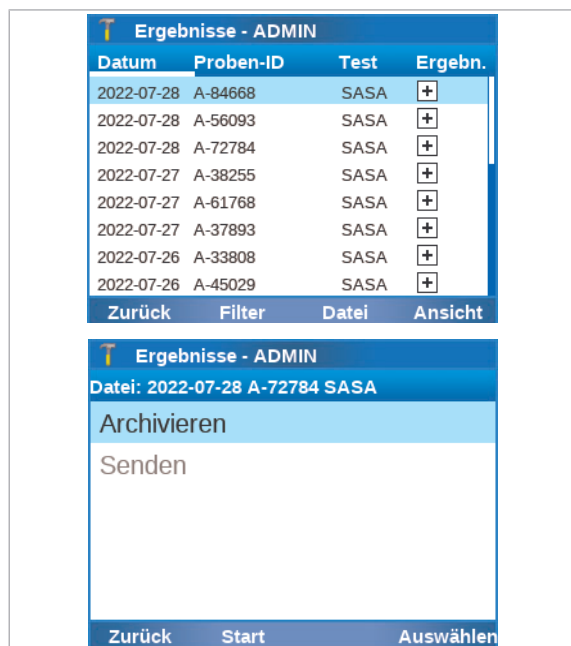 Ergebnisse - ADMIN
Datum Proben-ID Test Ergebn.
2022-07-28 A-84668 SASA +
2022-07-28 A-56093 SASA +
2022-07-28 A-72784 SASA +
2022-07-27 A-38255 SASA +
2022-07-27 A-61768 SASA +
2022-07-27 A-37893 SASA +
2022-07-26 A-33808 SASA +
2022-07-26 A-45029 SASA +
Zurück Filter Datei Ansicht
Ergebnisse - ADMIN
Datei: 2022-07-28 A-72784 SASA
Archivieren
Senden
Zurück Start Auswählen